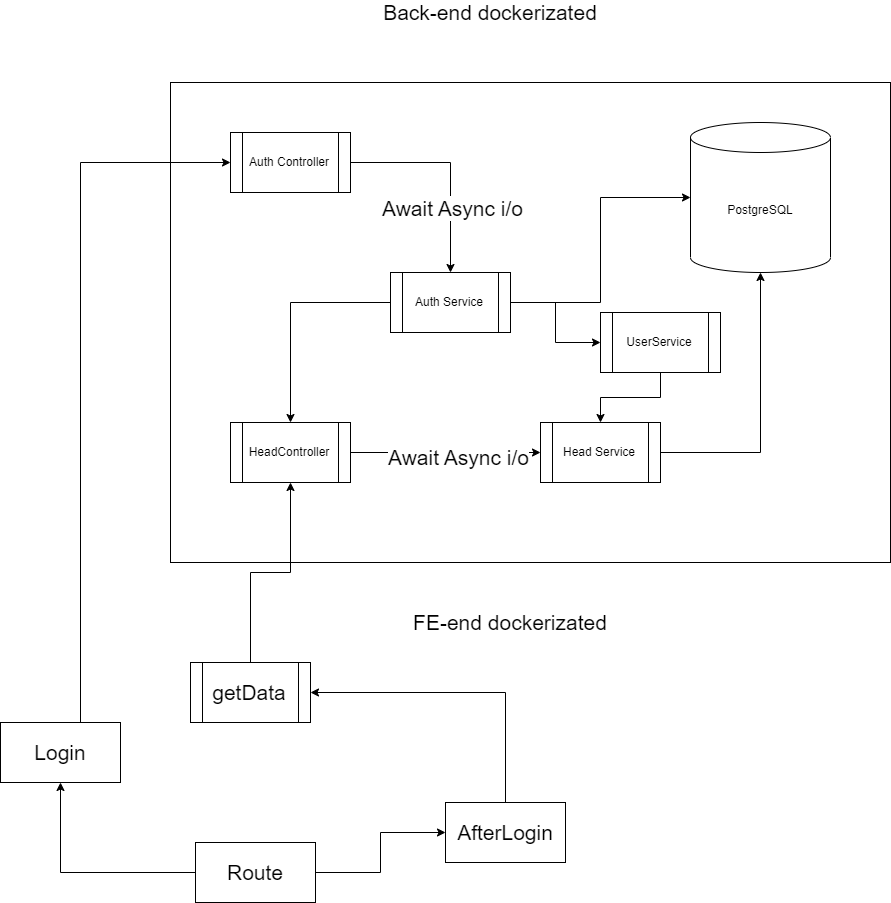 Back-end dockerizated
Auth Controller
PostgreSQL
Await Async i/o
Auth Service
UserService
HeadController
Await Async i/o
Head Service
FE-end dockerizated
getData
Login
AfterLogin
Route